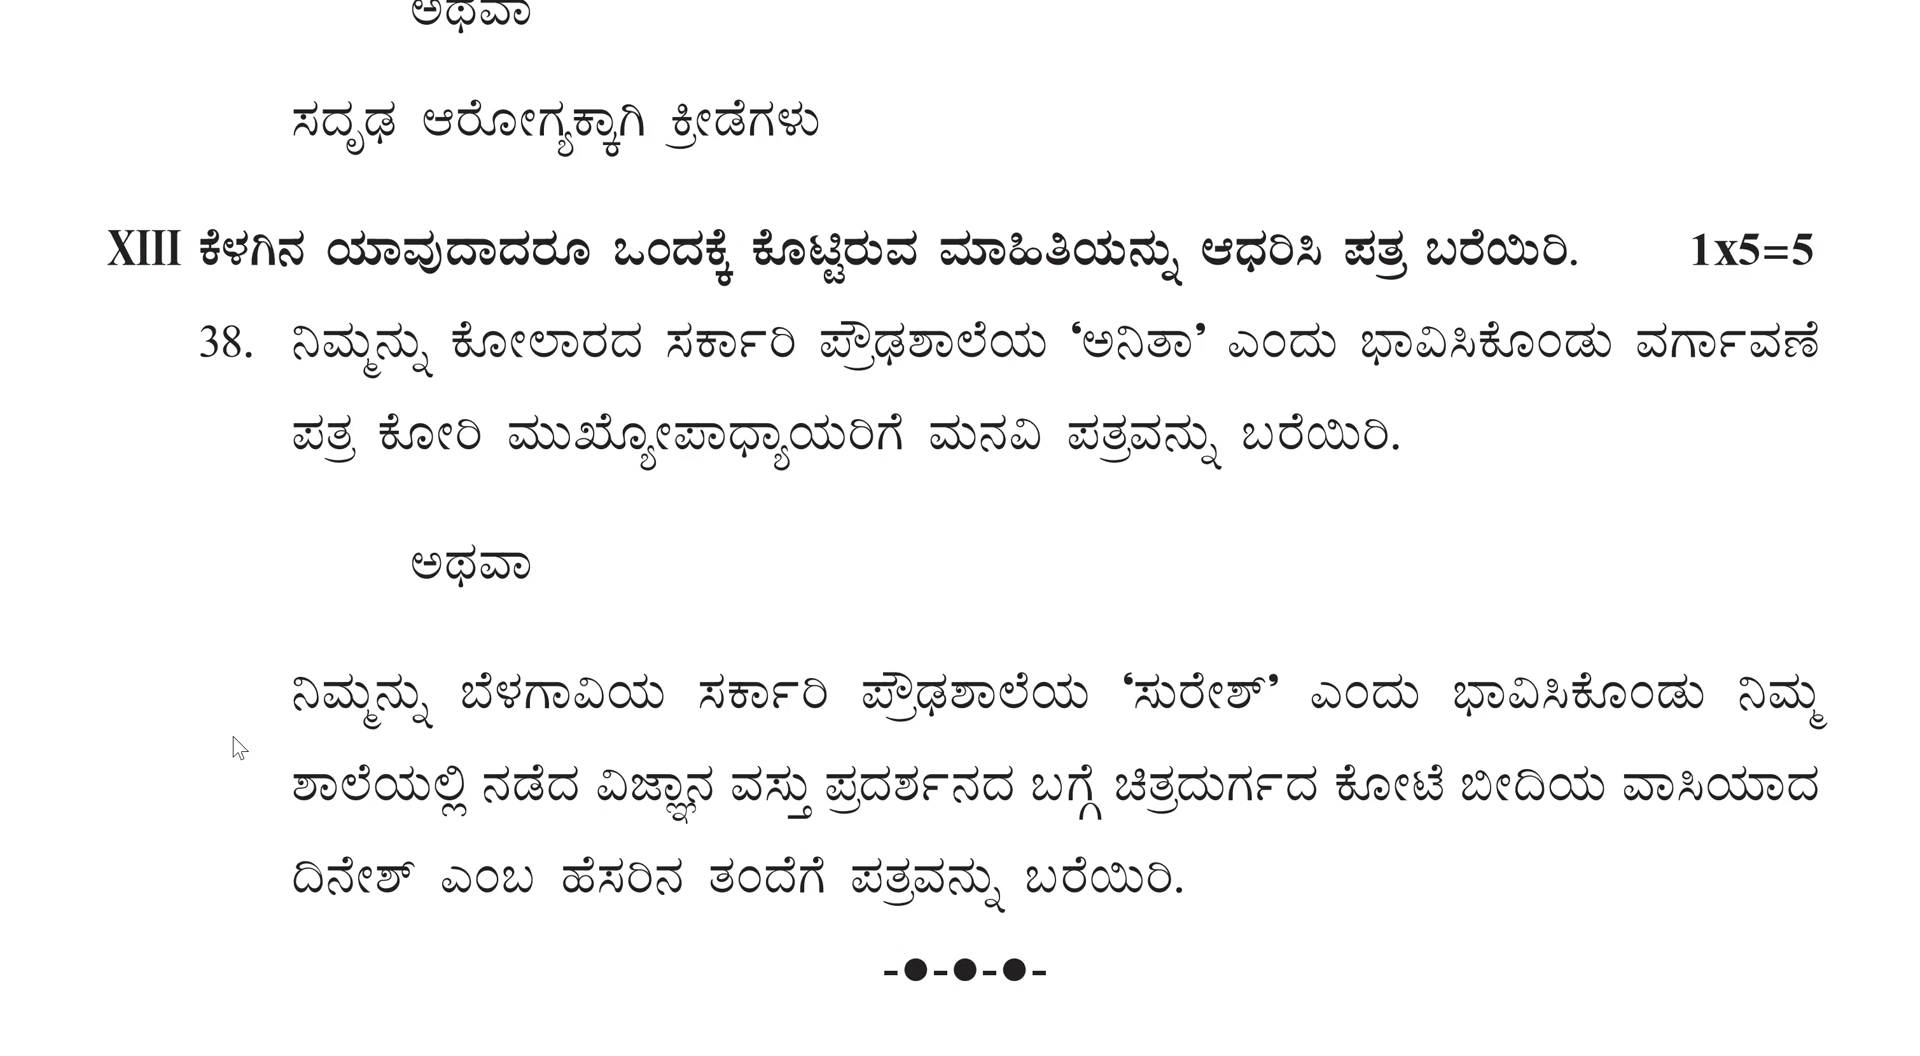 ಅಥವಾ
ಸದೃಢ ಆರೋಗ್ಯಕ್ಕಾಗಿ ಕ್ರೀಡೆಗಳು
XIII ಕೆಳಗಿನ ಯಾವುದಾದರೂ ಒಂದಕ್ಕೆ ಕೊಟ್ಟಿರುವ ಮಾಹಿತಿಯನ್ನು ಆಧರಿಸಿ ಪತ್ರ ಬರೆಯಿರಿ. 1x5=5
38. ನಿಮ್ಮನ್ನು ಕೋಲಾರದ ಸರ್ಕಾರಿ ಪ್ರೌಢಶಾಲೆಯ ‘ಅನಿತಾ’ ಎಂದು ಭಾವಿಸಿಕೊಂಡು ವರ್ಗಾವಣೆ
ಪತ್ರ ಕೋರಿ ಮುಖ್ಯೋಪಾಧ್ಯಾಯರಿಗೆ ಮನವಿ ಪತ್ರವನ್ನು ಬರೆಯಿರಿ.
ಅಥವಾ
ನಿಮ್ಮನ್ನು ಬೆಳಗಾವಿಯ ಸರ್ಕಾರಿ ಪ್ರೌಢಶಾಲೆಯ ‘ಸುರೇಶ್’ ಎಂದು ಭಾವಿಸಿಕೊಂಡು ನಿಮ್ಮ
ಶಾಲೆಯಲ್ಲಿ ನಡೆದ ವಿಜ್ಞಾನ ವಸ್ತು ಪ್ರದರ್ಶನದ ಬಗ್ಗೆ ಚಿತ್ರದುರ್ಗದ ಕೋಟೆ ಬೀದಿಯ ವಾಸಿಯಾದ
ದಿನೇಶ್ ಎಂಬ ಹೆಸರಿನ ತಂದೆಗೆ ಪತ್ರವನ್ನು ಬರೆಯಿರಿ.
-●-●-●-